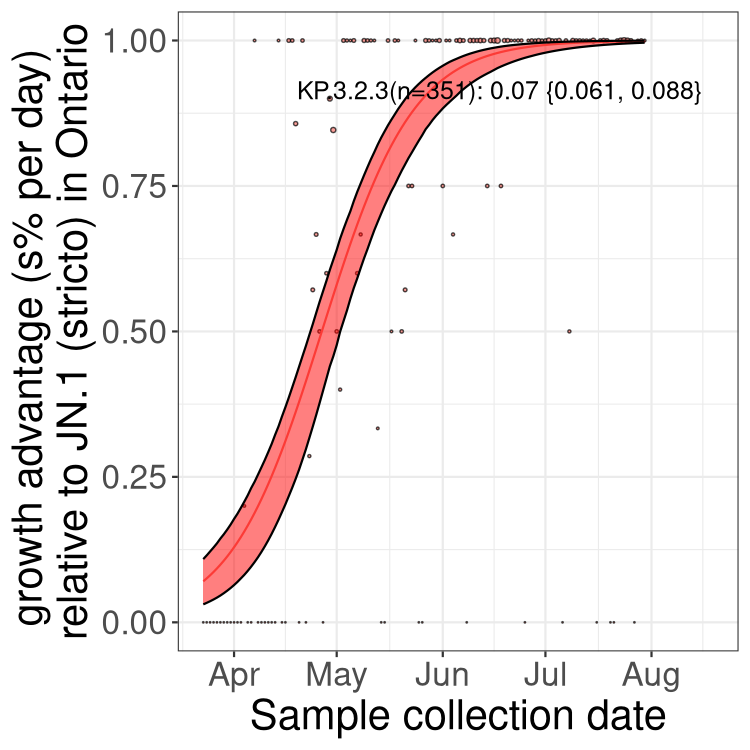 growth advantage (s% per day)
relative to JN.1 (stricto) in Ontario
1.00
0.75
0.50
0.25
0.00
KP.3.2.3(n=351): 0.07 {0.061, 0.088}
Apr May Jun Jul Aug
Sample collection date